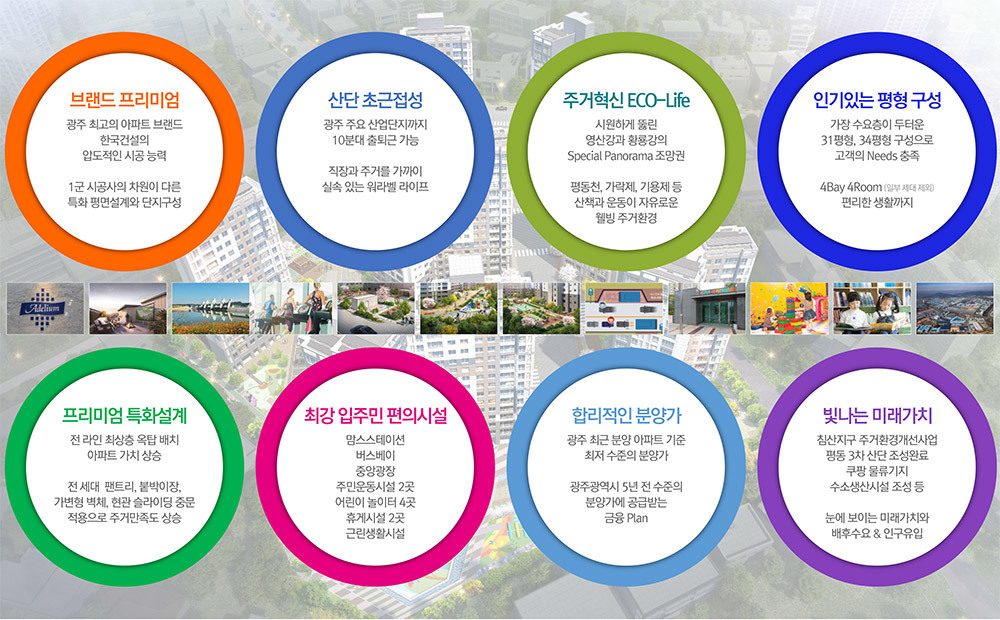 브랜드 프리미엄
광주 최고의 아파트 브랜드
한국건설의
압도적인 시공 능력
1군 시공사의 차원이 다른
특화 평면설계와 단지구성
산단 초근접성
광주 주요 산업단지까지
10분대 출퇴근 가능
직장과 주거를 가까이
실속 있는 워라벨 라이프
주거혁신 ECO-Life
시원하게 뚫린
영산강과 황룡강의
Special Panorama 조망권
평동천, 가락제, 기용제 등
산책과 운동이 자유로운
웰빙 주거환경
인기있는 평형 구성
가장 수요층이 두터운
31평형, 34평형 구성으로
고객의 Needs 충족
4Bay 4Room (일부 세대 제외)
편리한 생활까지
Adelium
프리미엄 특화설계
전 라인 최상층 옥탑 배치
아파트 가치 상승
전 세대 팬트리, 붙박이장,
가변형 벽체, 현관 슬라이딩 중문
적용으로 주거만족도 상승
최강 입주민 편의시설
맘스스테이션
버스베이
중앙광장
주민운동시설 2곳
어린이 놀이터 4곳
휴게시설 2곳
근린생활시설
합리적인 분양가
광주 최근 분양 아파트 기준
최저 수준의 분양가
광주광역시 5년 전 수준의
분양가에 공급받는
금융 Plan
빛나는 미래가치
침산지구 주거환경개선사업
평동 3차 산단 조성완료
쿠팡 물류기지
수소생산시설 조성 등
눈에 보이는 미래가치와
배후수요 & 인구유입